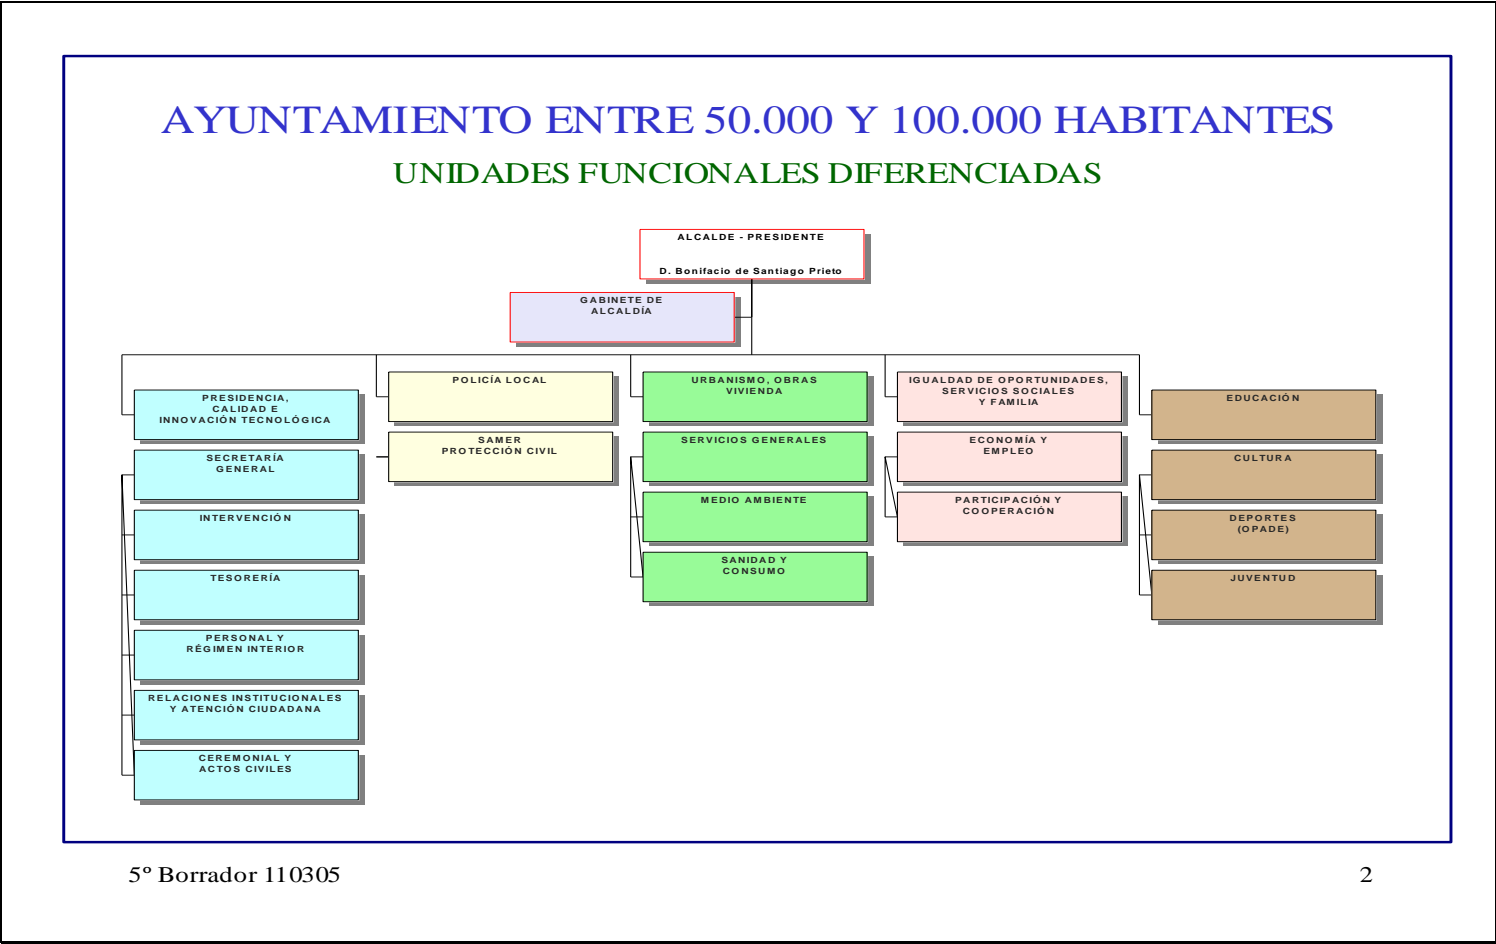 AYUNTAMIENTO ENTRE 50.000 Y 100.000 HABITANTES
UNIDADES FUNCIONALES DIFERENCIADAS
ALCALDE - PRESIDENTE
D. Bonifacio de Santiago Prieto
GABINETE DE
ALCALDÍA
PRESIDENCIA,
CALIDAD E
INNOVACIÓN TECNOLÓGICA
SECRETARÍA
GENERAL
INTERVENCIÓN
TESORERÍA
PERSONAL Y
RÉGIMEN INTERIOR
RELACIONES INSTITUCIONALES
Y ATENCIÓN CIUDADANA
CEREMONIAL Y
ACTOS CIVILES
POLICÍA LOCAL
SAMER
PROTECCIÓN CIVIL
URBANISMO, OBRAS
VIVIENDA
SERVICIOS GENERALES
MEDIO AMBIENTE
SANIDAD Y
CONSUMO
IGUALDAD DE OPORTUNIDADES,
SERVICIOS SOCIALES
Y FAMILIA
ECONOMÍA Y
EMPLEO
PARTICIPACIÓN Y
COOPERACIÓN
EDUCACIÓN
CULTURA
DEPORTES
(OPADE)
JUVENTUD
5º Borrador 110305
2